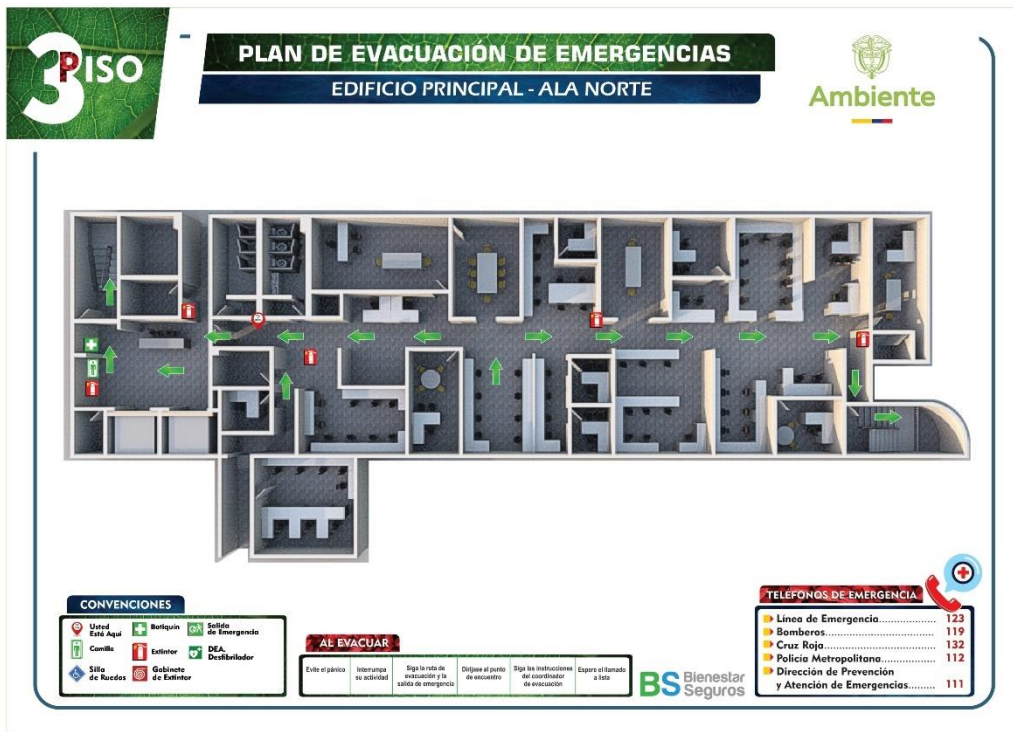 3 PISO
PLAN DE EVACUACIÓN DE EMERGENCIAS
EDIFICIO PRINCIPAL - ALA NORTE
Ambiente
CONVENCIONES
Usted
Está Aquí
Botiquín
Salida
de Emergencia
Camilla
Extintor
DEA.
Desfibrilador
Silla
de Ruedas
Gabinete
de Extintor
AL EVACUAR
Evite el pánico
Interrumpa
su actividad
Siga la ruta de
evacuación y la
salida de emergencia
Diríjase al punto
de encuentro
Siga las instrucciones
del coordinador
de evacuación
Espere el llamado
a lista
BS Bienestar
Seguros
TELÉFONOS DE EMERGENCIA
Línea de Emergencia.................... 123
Bomberos.................................... 119
Cruz Roja.................................... 132
Policía Metropolitana................. 112
Dirección de Prevención
y Atención de Emergencias......... 111